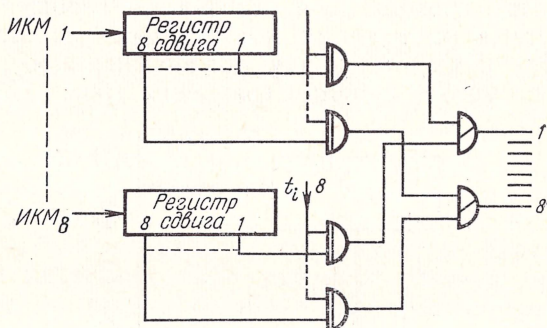 ИКМ 1
Регистр
8 сдвига 1
1
8
ИКМ8
Регистр
8 сдвига 1
ti 8